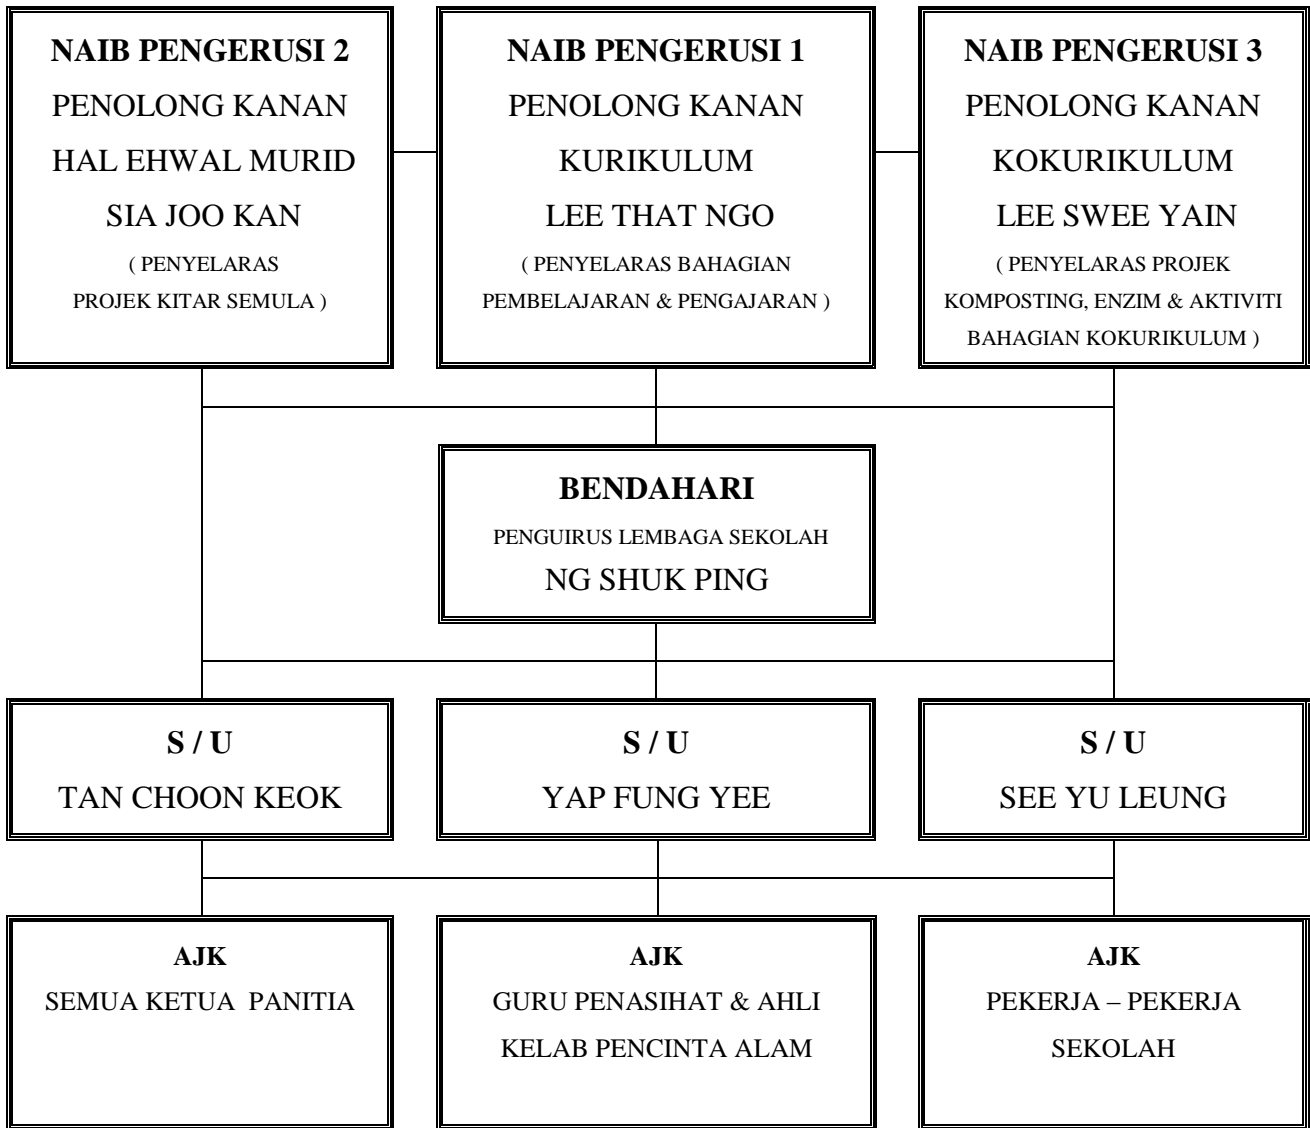 NAIB PENGERUSI 2
PENOLONG KANAN
HAL EHWAL MURID
SIA JOO KAN
( PENYELARAS
PROJEK KITAR SEMULA )
NAIB PENGERUSI 1
PENOLONG KANAN
KURIKULUM
LEE THAT NGO
( PENYELARAS BAHAGIAN
PEMBELAJARAN & PENGAJARAN )
NAIB PENGERUSI 3
PENOLONG KANAN
KOKURIKULUM
LEE SWEE YAIN
( PENYELARAS PROJEK
KOMPOSTING, ENZIM & AKTIVITI
BAHAGIAN KOKURIKULUM )
BENDAHARI
PENGUIRUS LEMBAGA SEKOLAH
NG SHUK PING
S / U
TAN CHOON KEOK
S / U
YAP FUNG YEE
S / U
SEE YU LEUNG
AJK
SEMUA KETUA PANITIA
AJK
GURU PENASIHAT & AHLI
KELAB PENCINTA ALAM
AJK
PEKERJA – PEKERJA
SEKOLAH